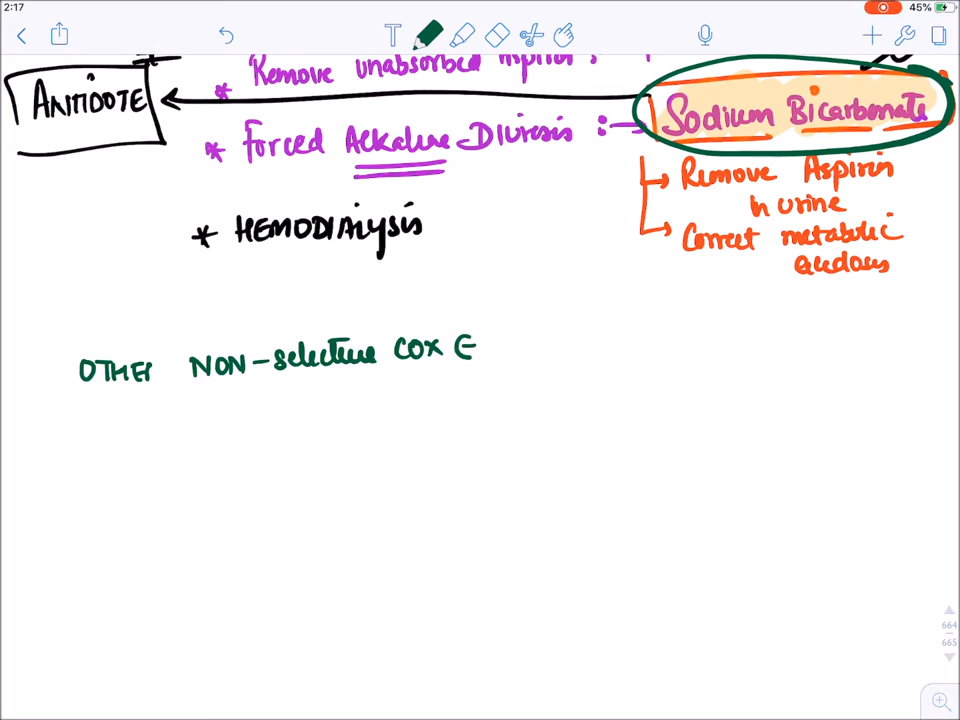 2:17
45%
* Remove unabsorbed Aspirin :
ANTIDOTE
Sodium Bicarbonate
* Forced Alkaline-Diuresis :-
→ Remove Aspirin
in urine
* HEMODIAlysis
→ Correct metabolic
OTHER NON-Selective COX
664
665